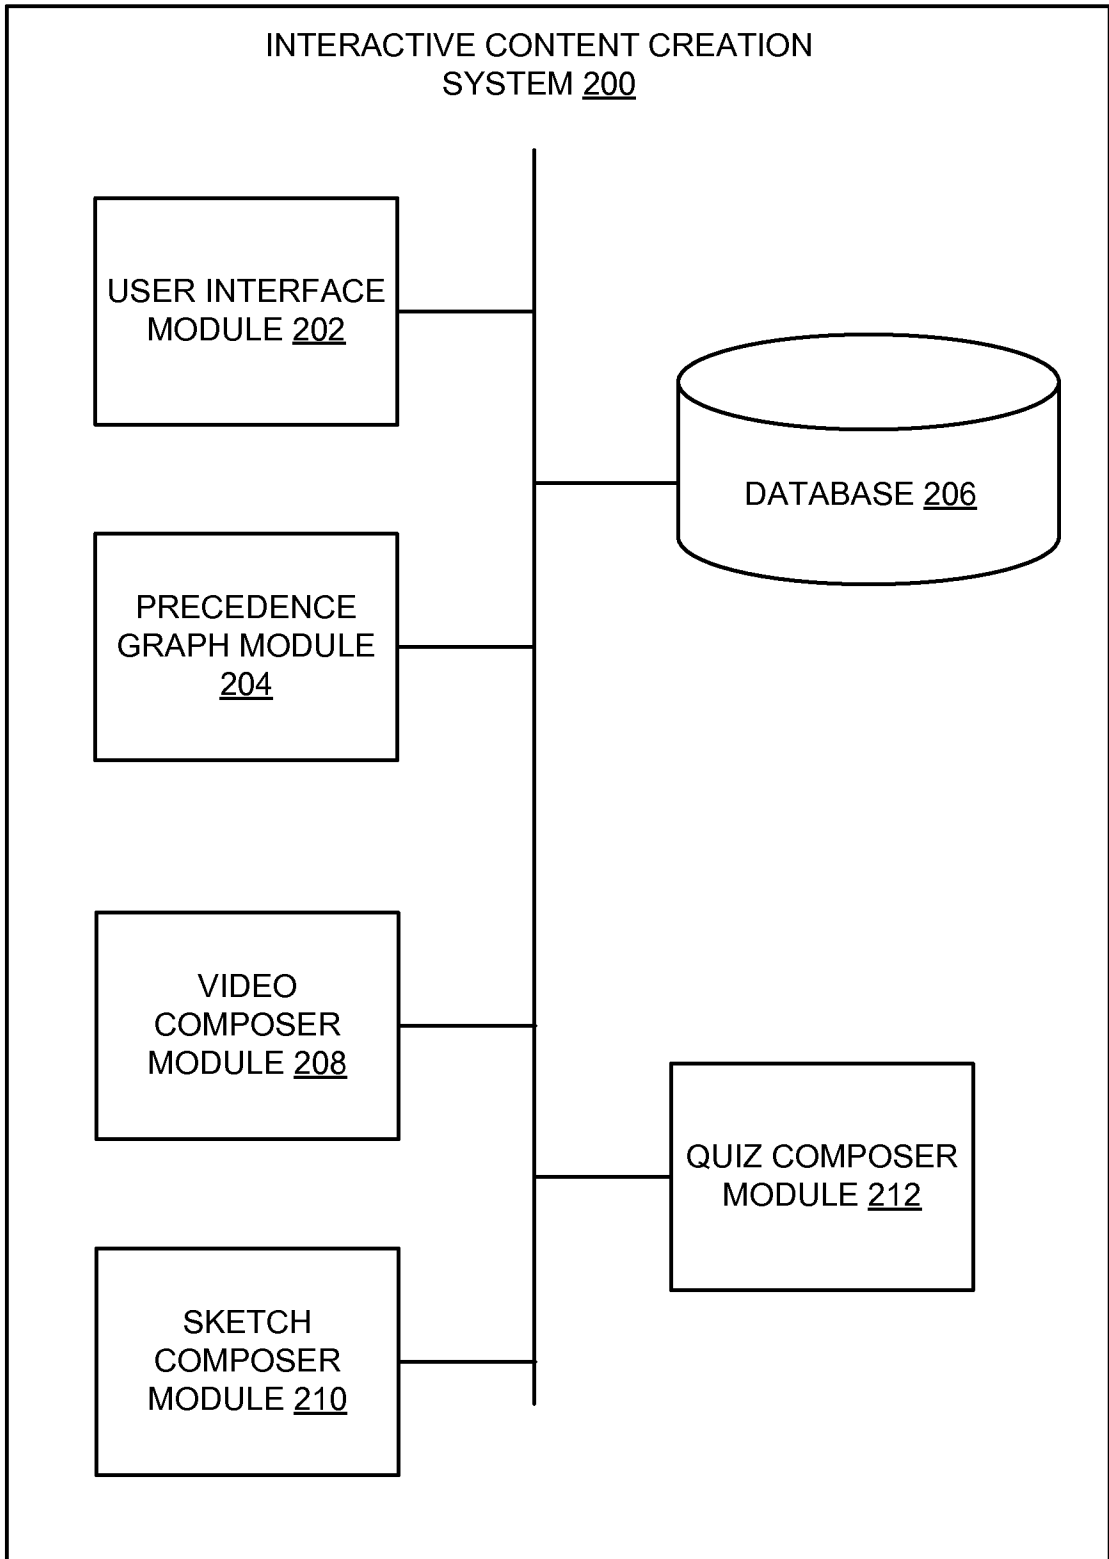 INTERACTIVE CONTENT CREATION
SYSTEM 200
USER INTERFACE
MODULE 202
DATABASE 206
PRECEDENCE
GRAPH MODULE
204
VIDEO
COMPOSER
MODULE 208
QUIZ COMPOSER
MODULE 212
SKETCH
COMPOSER
MODULE 210